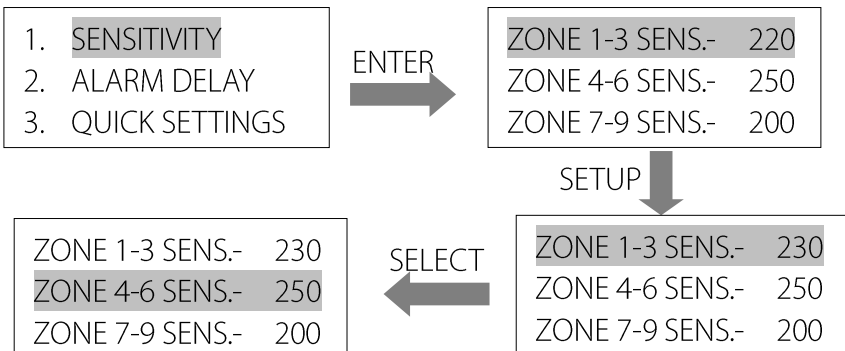 1. SENSITIVITY
2. ALARM DELAY
3. QUICK SETTINGS
ENTER
ZONE 1-3 SENS.- 220
ZONE 4-6 SENS.- 250
ZONE 7-9 SENS.- 200
SETUP
ZONE 1-3 SENS.- 230
ZONE 4-6 SENS.- 250
ZONE 7-9 SENS.- 200
SELECT
ZONE 1-3 SENS.- 230
ZONE 4-6 SENS.- 250
ZONE 7-9 SENS.- 200